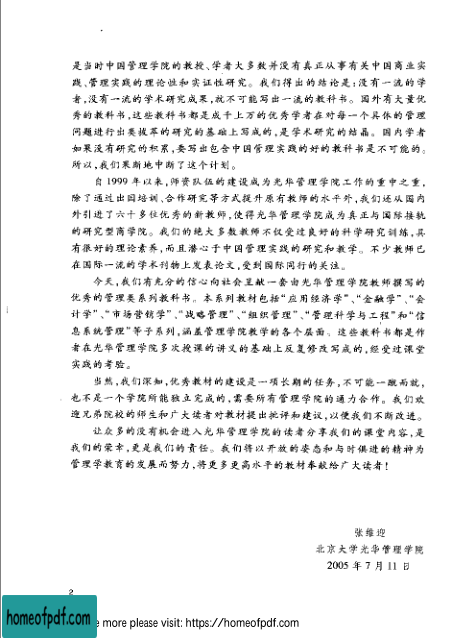 是当时中国管理学院的教授、学者大多数并没有真正从事有关中国商业实
践、管理实践的理论性和实证性研究。我们得出的结论是：没有一流的学
者，没有一流的学术研究成果，就不可能写出一流的教科书。国外有大量优
秀的教科书，这些教科书都是成千上万的优秀学者在对每一个具体的管理
问题进行出类拔萃的研究的基础上写成的，是学术研究的结晶。国内学者
如果没有研究的积累，要写出包含中国管理实践的好的教科书是不可能的。
所以，我们果断地中断了这个计划。
自1999年以来，师资队伍的建设成为光华管理学院工作的重中之重，
除了通过出国培训、合作研究等方式提升原有教师的水平外，我们还从国内
外引进了六十多位优秀的新教师，使得光华管理学院成为真正与国际接轨
的研究型商学院。我们的绝大多数教师不仅受过良好的科学研究训练，具
有很好的理论素养，而且潜心于中国管理实践的研究和教学。不少教师已
在国际一流的学术刊物上发表论文，受到国际同行的关注。
今天，我们有充分的信心向社会呈献一套由光华管理学院教师撰写的
优秀的管理类系列教科书。本系列教材包括“应用经济学”、“金融学”、“会
计学”、“市场营销学”、“战略管理”、“组织管理”、“管理科学与工程”和“信
息系统管理”等子系列，涵盖管理学院教学的各个层面。这些教科书都是作
者在光华管理学院多次授课的讲义的基础上反复修改写成的，经受过课堂
实践的考验。
当然，我们深知，优秀教材的建设是一项长期的任务，不可能一蹴而就，
也不是一个学院所能独立完成的，需要所有管理学院的通力合作。我们欢
迎兄弟院校的师生和广大读者对教材提出批评和建议，以便我们不断改进。
让众多的没有机会进入光华管理学院的读者分享我们的课堂内容，是
我们的荣幸，更是我们的责任。我们将以开放的姿态和与时俱进的精神为
管理学教育的发展而努力，将更多更高水平的教材奉献给广大读者！
张维迎
北京大学光华管理学院
2005年7月11日
2
homeofpdf.com
e more please visit: https://homeofpdf.com